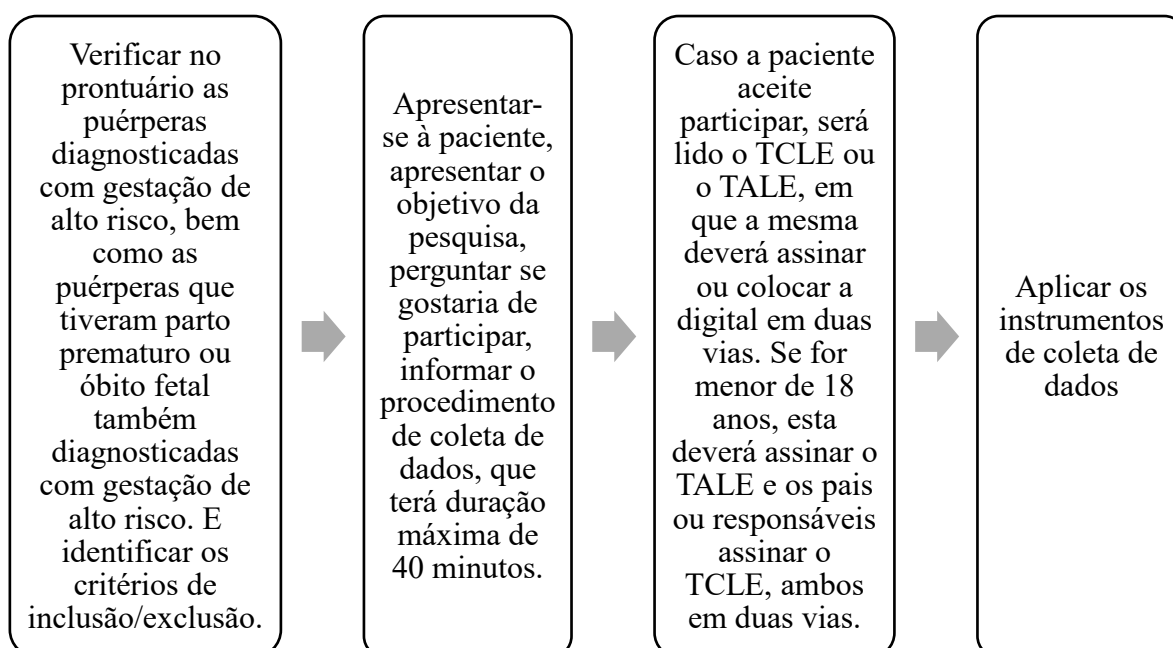 Verificar no
prontuário as
puérperas
diagnosticadas
com gestação de
alto risco, bem
como as
puérperas que
tiveram parto
prematuro ou
óbito fetal
também
diagnosticadas
com gestação de
alto risco. E
identificar os
critérios de
inclusão/exclusão.
Apresentar-
se à paciente,
apresentar o
objetivo da
pesquisa,
perguntar se
gostaria de
participar,
informar o
procedimento
de coleta de
dados, que
terá duração
máxima de
40 minutos.
Caso a paciente
aceite
participar, será
lido o TCLE ou
o TALE, em
que a mesma
deverá assinar
ou colocar a
digital em duas
vias. Se for
menor de 18
anos, esta
deverá assinar o
TALE e os pais
ou responsáveis
assinar o
TCLE, ambos
em duas vias.
Aplicar os
instrumentos
de coleta de
dados